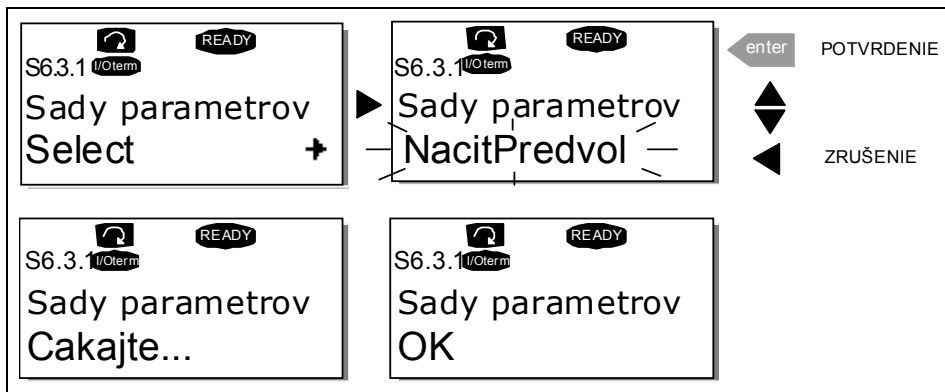 READY
S6.3.1 I/Oterm
Sady parametrov
Select
READY
S6.3.1 I/Oterm
Sady parametrov
NacitPredvol
enter POTVRDENIE
ZRUŠENIE
READY
S6.3.1 I/Oterm
Sady parametrov
Cakajte...
READY
S6.3.1 I/Oterm
Sady parametrov
OK